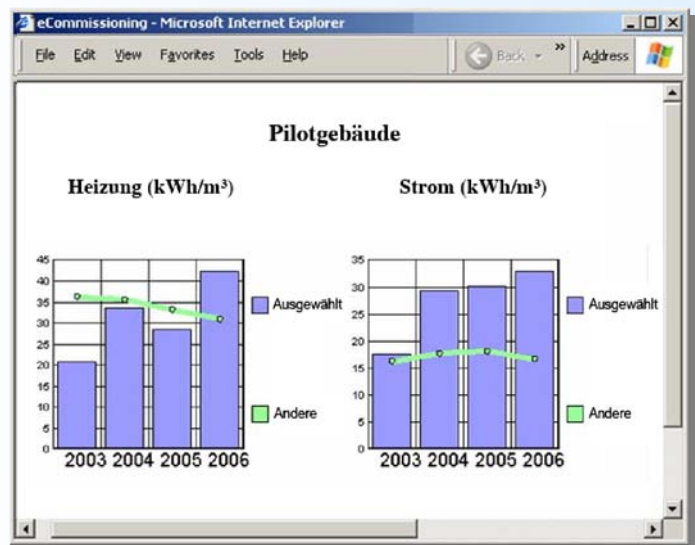 eCommissioning - Microsoft Internet Explorer
File Edit View Favorites Tools Help
Back
»
Address
Pilotgebäude
Heizung (kWh/m³)
Strom (kWh/m³)
45
40
35
30
25
20
15
10
5
0
2003 2004 2005 2006
Ausgewählt
Andere
35
30
25
20
15
10
5
0
2003 2004 2005 2006
Ausgewählt
Andere